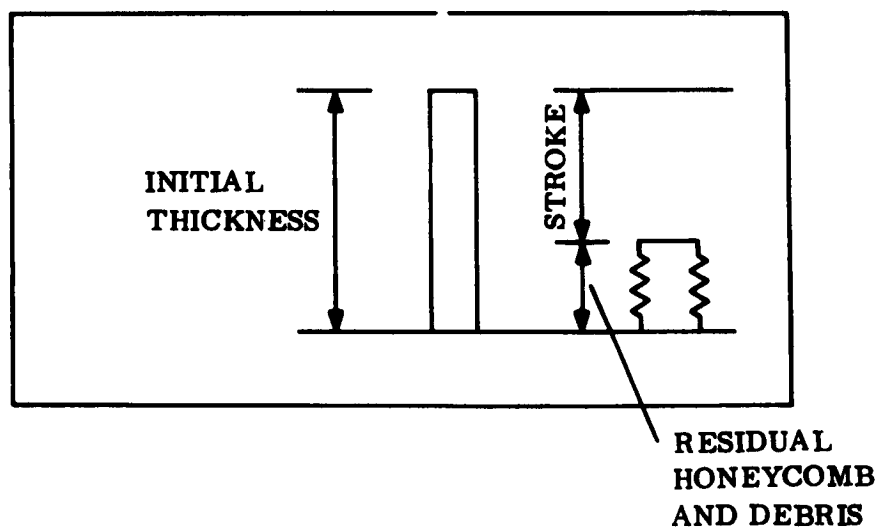 INITIAL
THICKNESS
STROKE
RESIDUAL
HONEYCOMB
AND DEBRIS